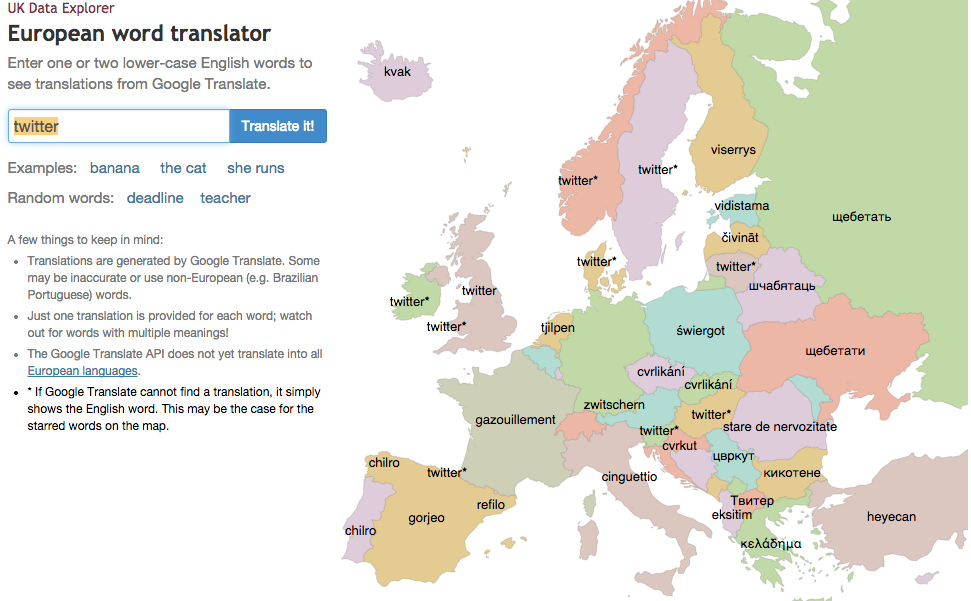 UK Data Explorer
European word translator
Enter one or two lower-case English words to
see translations from Google Translate.
twitter
Translate it!
Examples: banana the cat she runs
Random words: deadline teacher
A few things to keep in mind:
• Translations are generated by Google Translate. Some
may be inaccurate or use non-European (e.g. Brazilian
Portuguese) words.
• Just one translation is provided for each word; watch
out for words with multiple meanings!
• The Google Translate API does not yet translate into all
European languages.
• * If Google Translate cannot find a translation, it simply
shows the English word. This may be the case for the
starred words on the map.
kvak
viserrys
twitter*
twitter*
vidistama
щебетать
čivināt
twitter*
twitter*
шчабятаць
twitter
twitter*
twitter*
tjilpen
świergot
щебетати
cvrlikání
cvrlikání
zwitschern
gazouillement
twitter*
stare de nervozitate
twitter*
cvrkut
цвркут
chilro
twitter*
cinguettio
кикотене
refilo
Твитер
gorjeo
eksitim
heyecan
chilro
κελάδημα